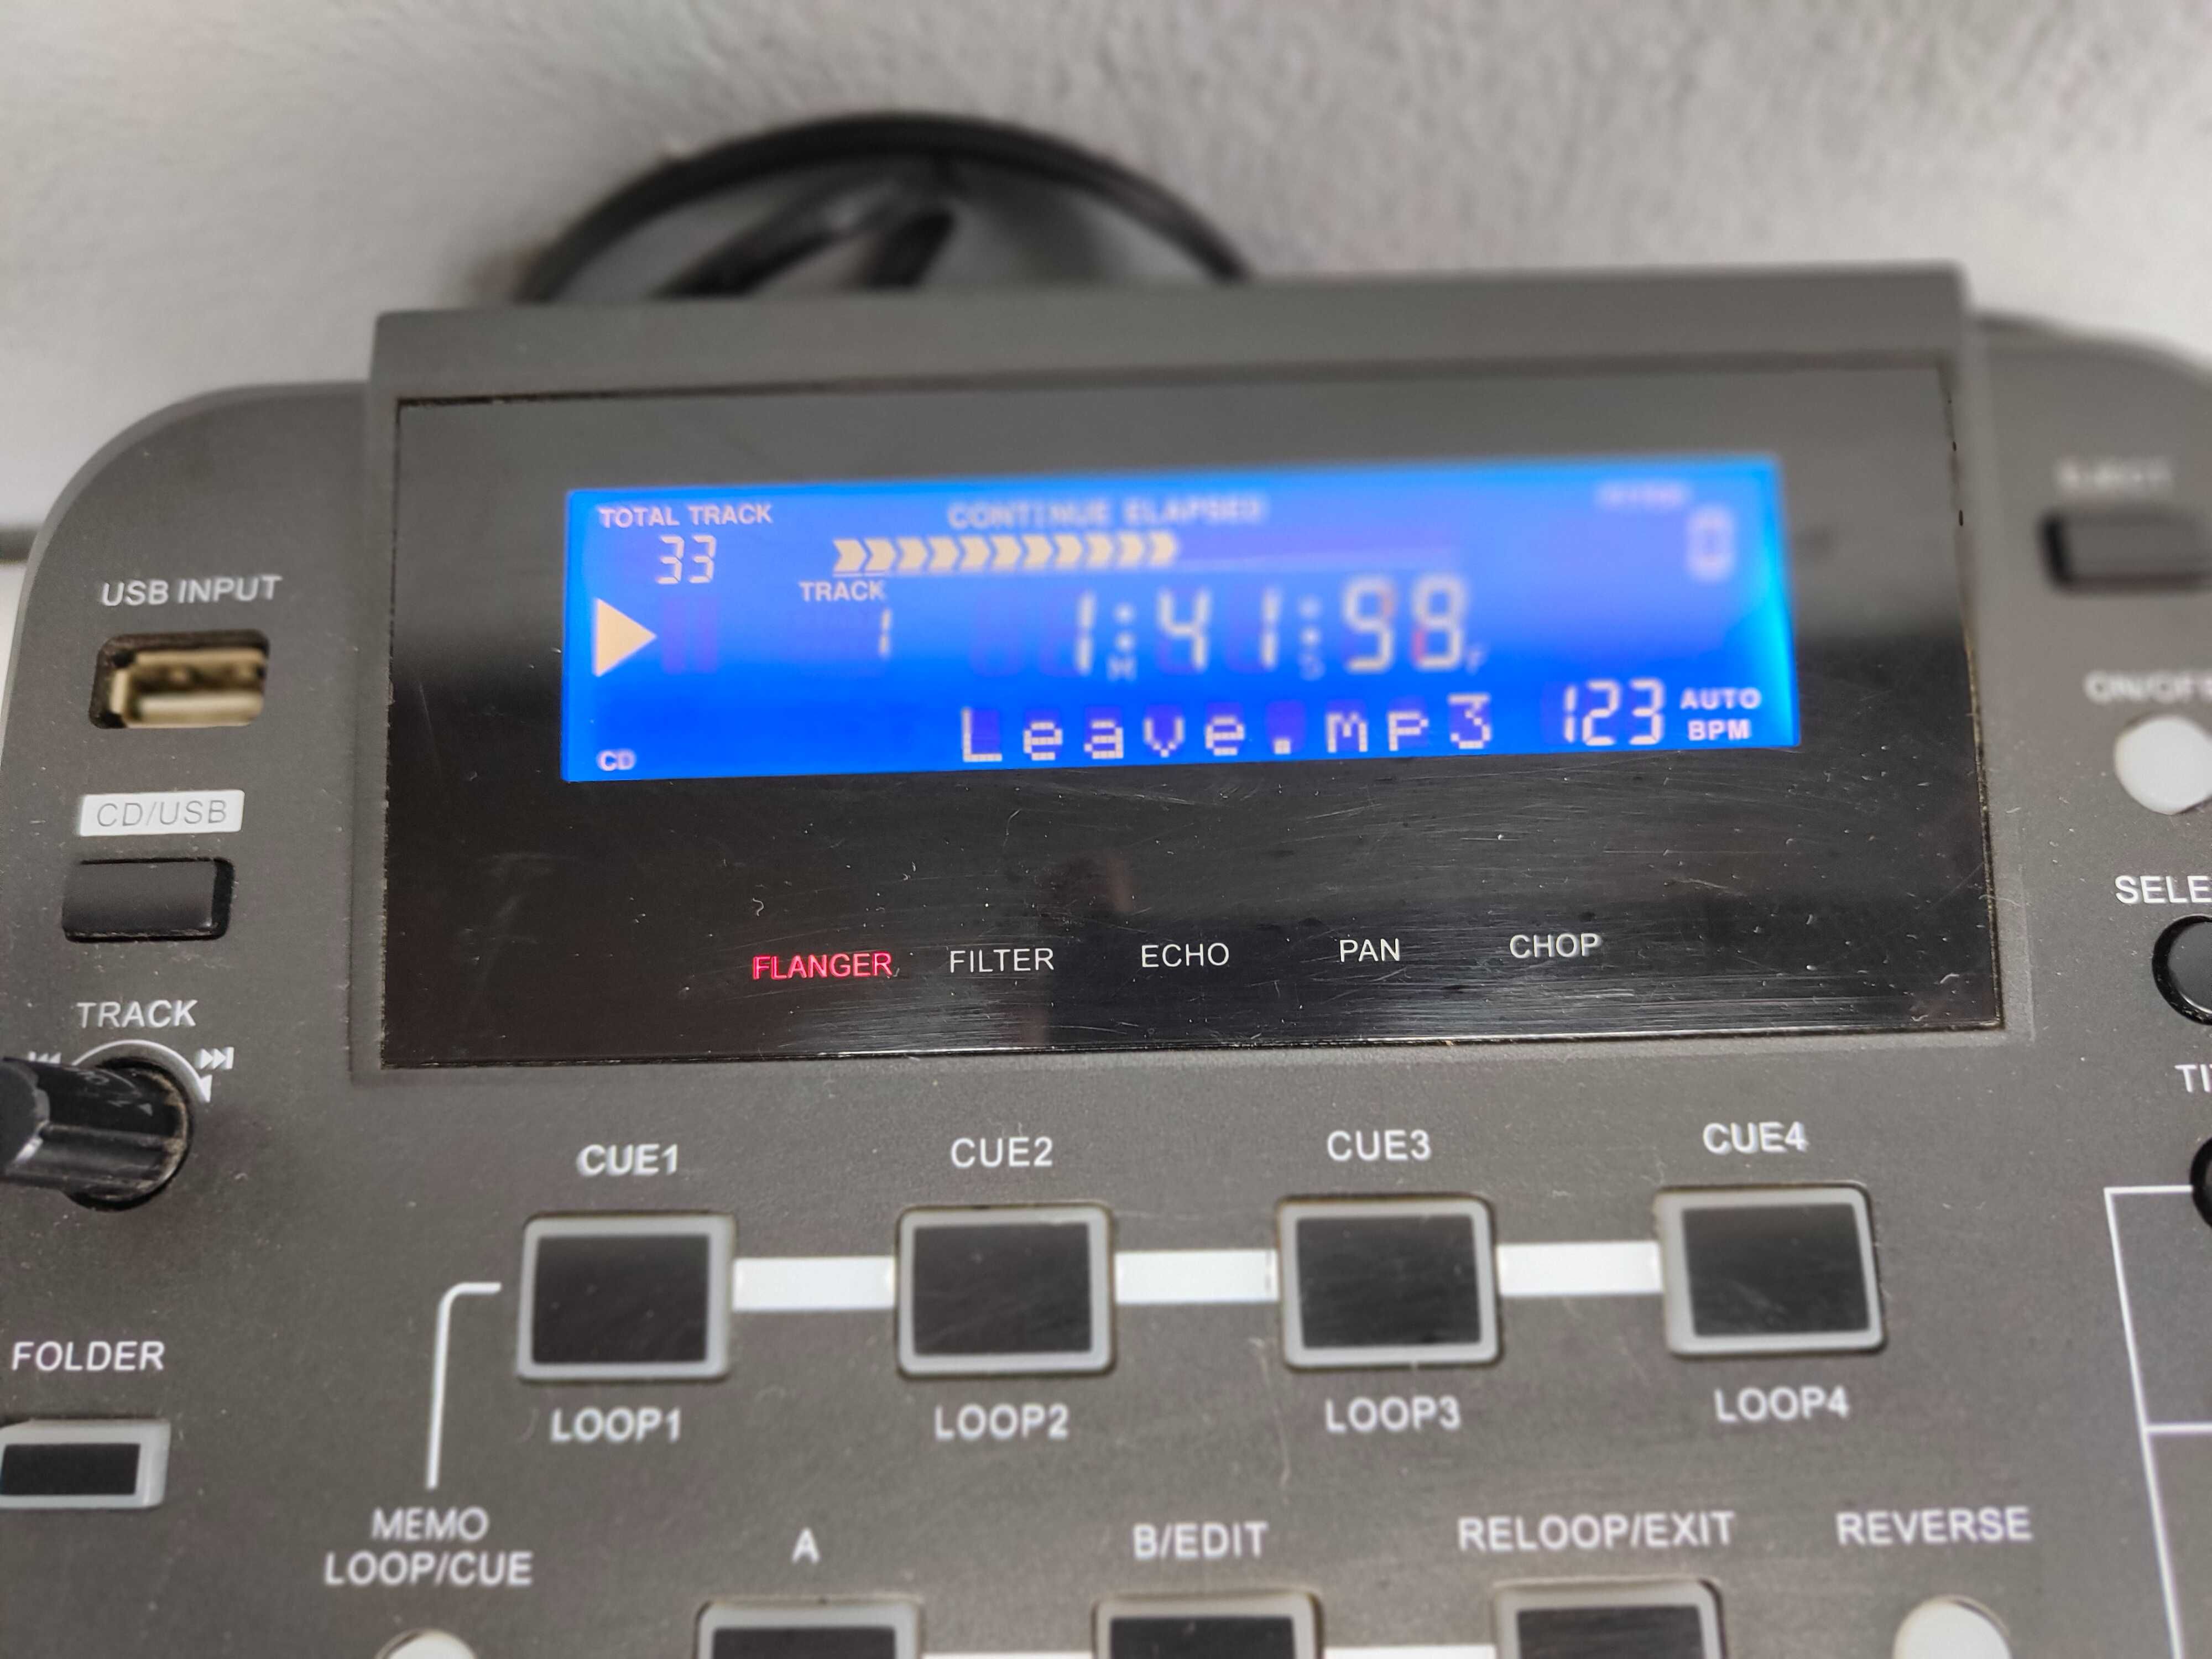 TOTAL TRACK
CONTINUE ELAPSED
33
TRACK
1
1:41:98
M S F
Leave.mp3
123
AUTO
BPM
CD
USB INPUT
CD/USB
TRACK
FOLDER
FLANGER FILTER ECHO PAN CHOP
CUE1 CUE2 CUE3 CUE4
LOOP1 LOOP2 LOOP3 LOOP4
MEMO
LOOP/CUE
A B/EDIT RELOOP/EXIT REVERSE